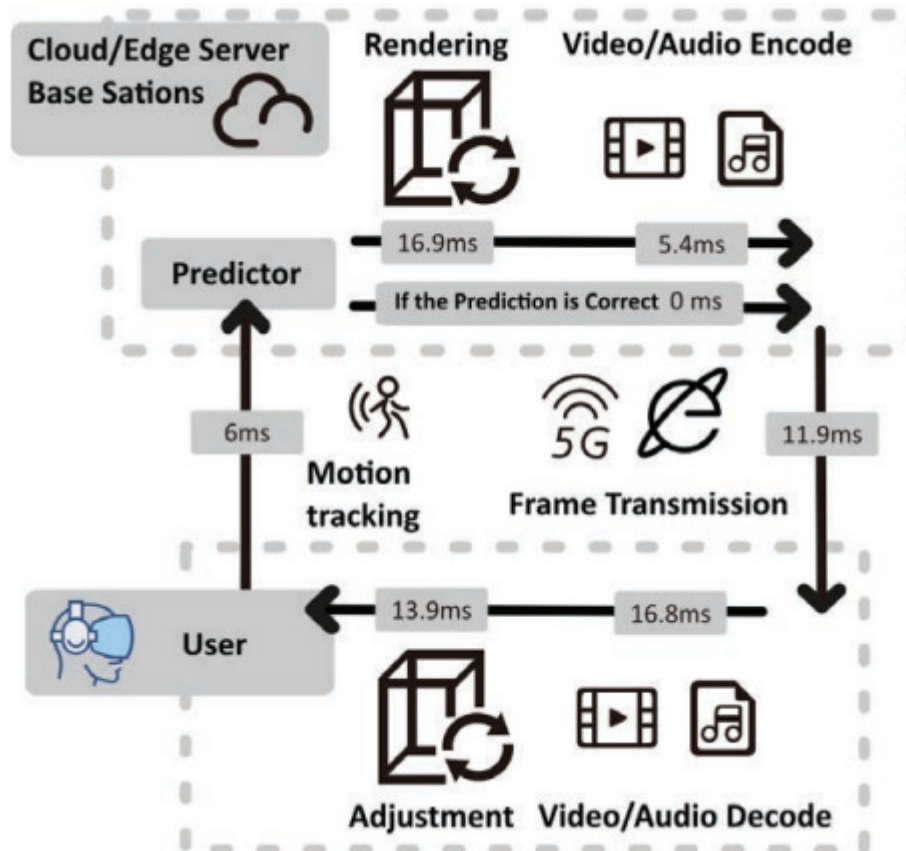 Cloud/Edge Server
Base Sations
Rendering
Video/Audio Encode
16.9ms
5.4ms
Predictor
If the Prediction is Correct 0 ms
6ms
Motion
tracking
5G
Frame Transmission
11.9ms
13.9ms
16.8ms
User
Adjustment
Video/Audio Decode